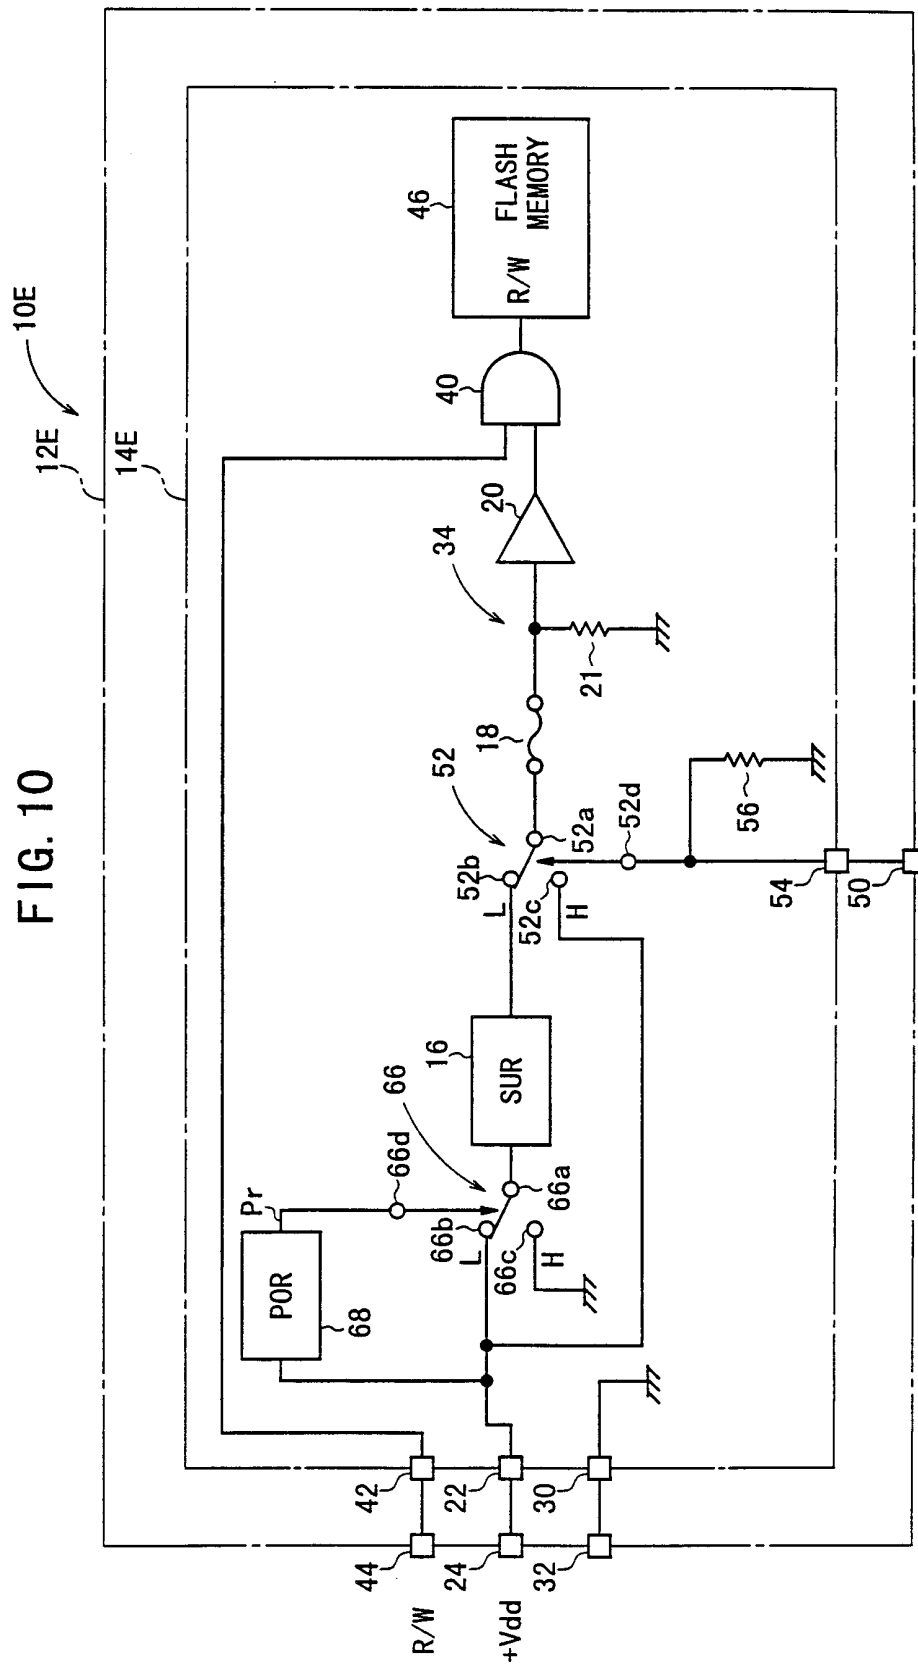 FIG. 10
10E
12E
14E
46
FLASH
MEMORY
R/W
40
20
34
21
18
52
52a
52b
L
52c
H
52d
56
54
50
16
SUR
66
66a
66b
L
66c
H
66d
Pr
POR
68
42
22
30
44
24
32
R/W
+Vdd